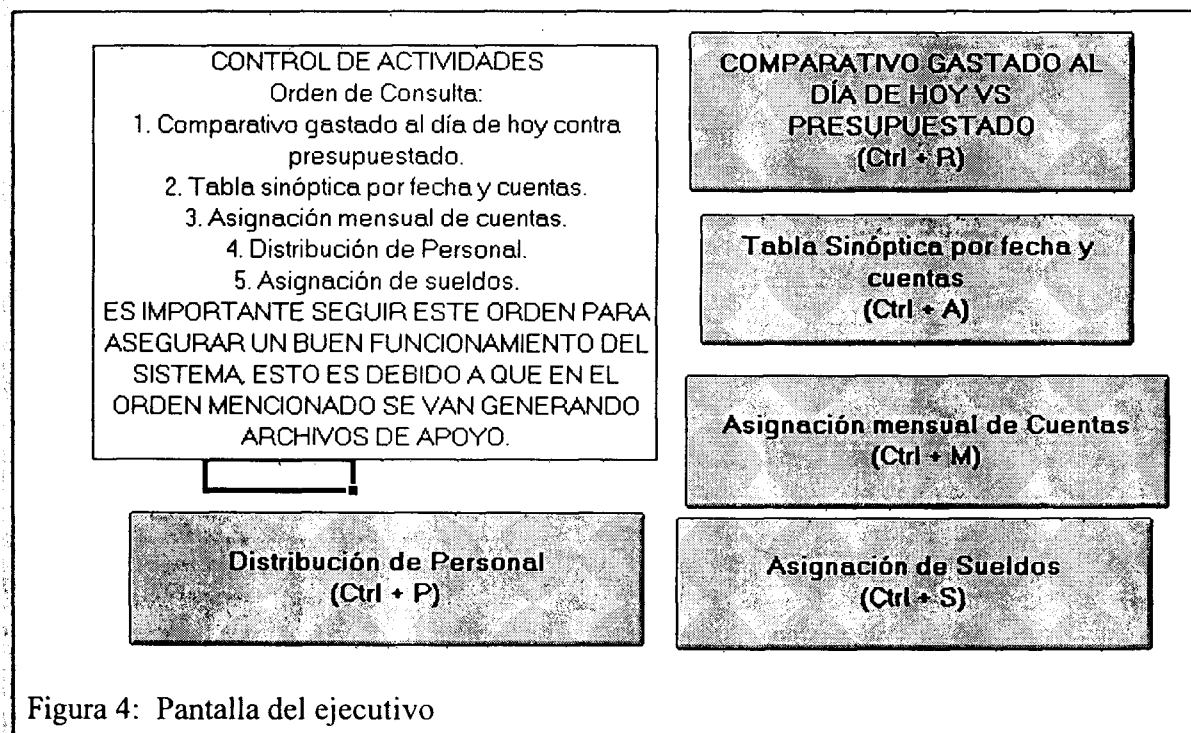 CONTROL DE ACTIVIDADES
Orden de Consulta:
1. Comparativo gastado al día de hoy contra
presupuestado.
2. Tabla sinóptica por fecha y cuentas.
3. Asignación mensual de cuentas.
4. Distribución de Personal.
5. Asignación de sueldos.
ES IMPORTANTE SEGUIR ESTE ORDEN PARA
ASEGURAR UN BUEN FUNCIONAMIENTO DEL
SISTEMA, ESTO ES DEBIDO A QUE EN EL
ORDEN MENCIONADO SE VAN GENERANDO
ARCHIVOS DE APOYO.
COMPARATIVO GASTADO AL
DÍA DE HOY VS
PRESUPUESTADO
(Ctrl + R)
Tabla Sinóptica por fecha y
cuentas
(Ctrl + A)
Asignación mensual de Cuentas
(Ctrl + M)
Distribución de Personal
(Ctrl + P)
Asignación de Sueldos
(Ctrl + S)
Figura 4: Pantalla del ejecutivo